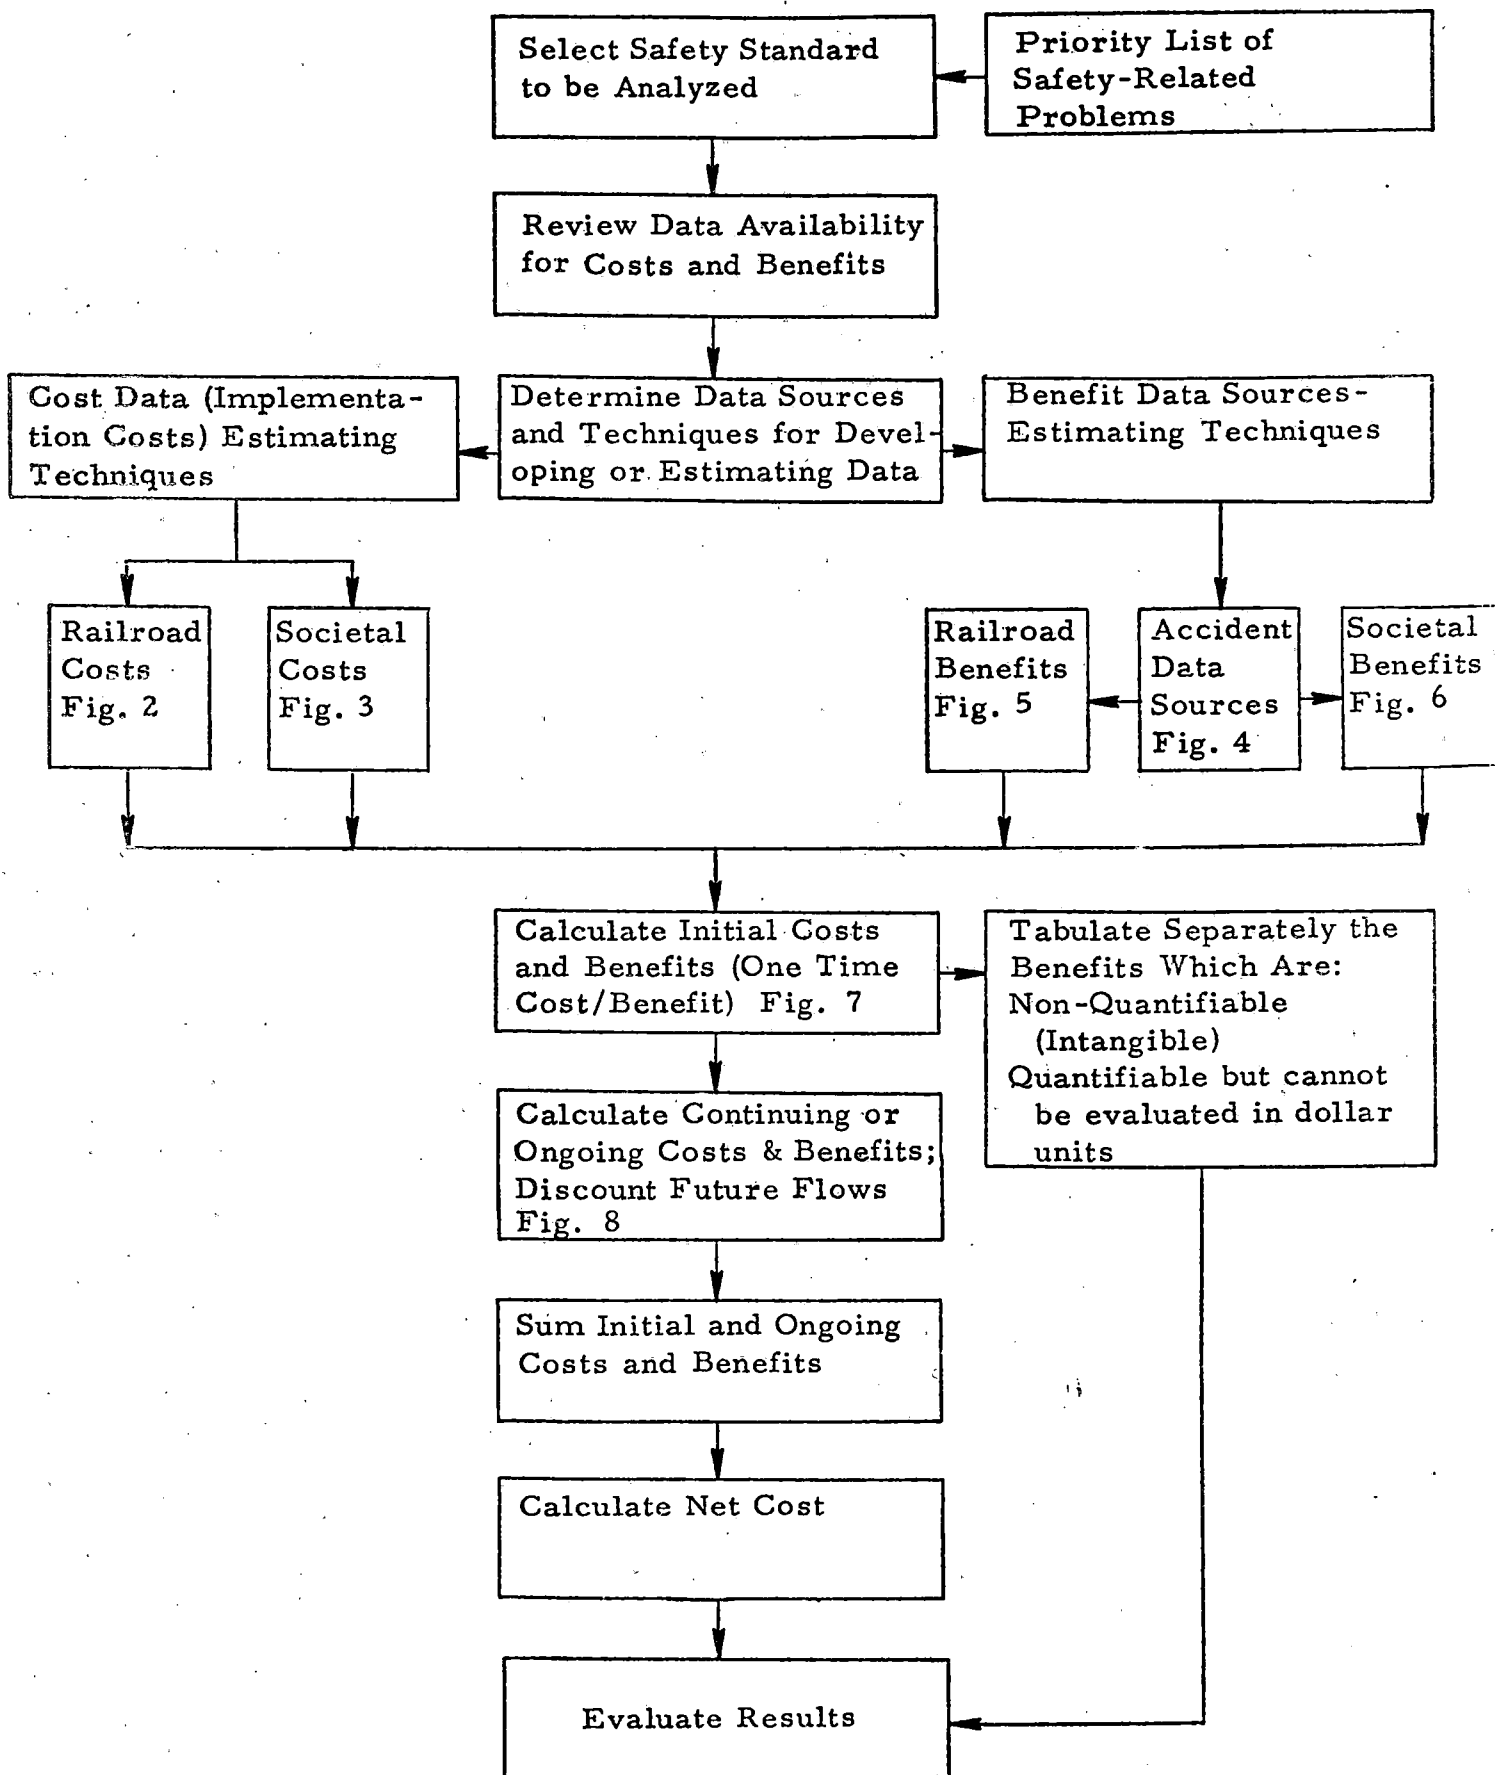 Select Safety Standard
to be Analyzed
Priority List of
Safety-Related
Problems
Review Data Availability
for Costs and Benefits
Cost Data (Implementa-
tion Costs) Estimating
Techniques
Determine Data Sources
and Techniques for Devel-
oping or Estimating Data
Benefit Data Sources-
Estimating Techniques
Railroad
Costs
Fig. 2
Societal
Costs
Fig. 3
Railroad
Benefits
Fig. 5
Accident
Data
Sources
Fig. 4
Societal
Benefits
Fig. 6
Calculate Initial Costs
and Benefits (One Time
Cost/Benefit) Fig. 7
Tabulate Separately the
Benefits Which Are:
Non-Quantifiable
(Intangible)
Quantifiable but cannot
be evaluated in dollar
units
Calculate Continuing or
Ongoing Costs & Benefits;
Discount Future Flows
Fig. 8
Sum Initial and Ongoing
Costs and Benefits
Calculate Net Cost
Evaluate Results